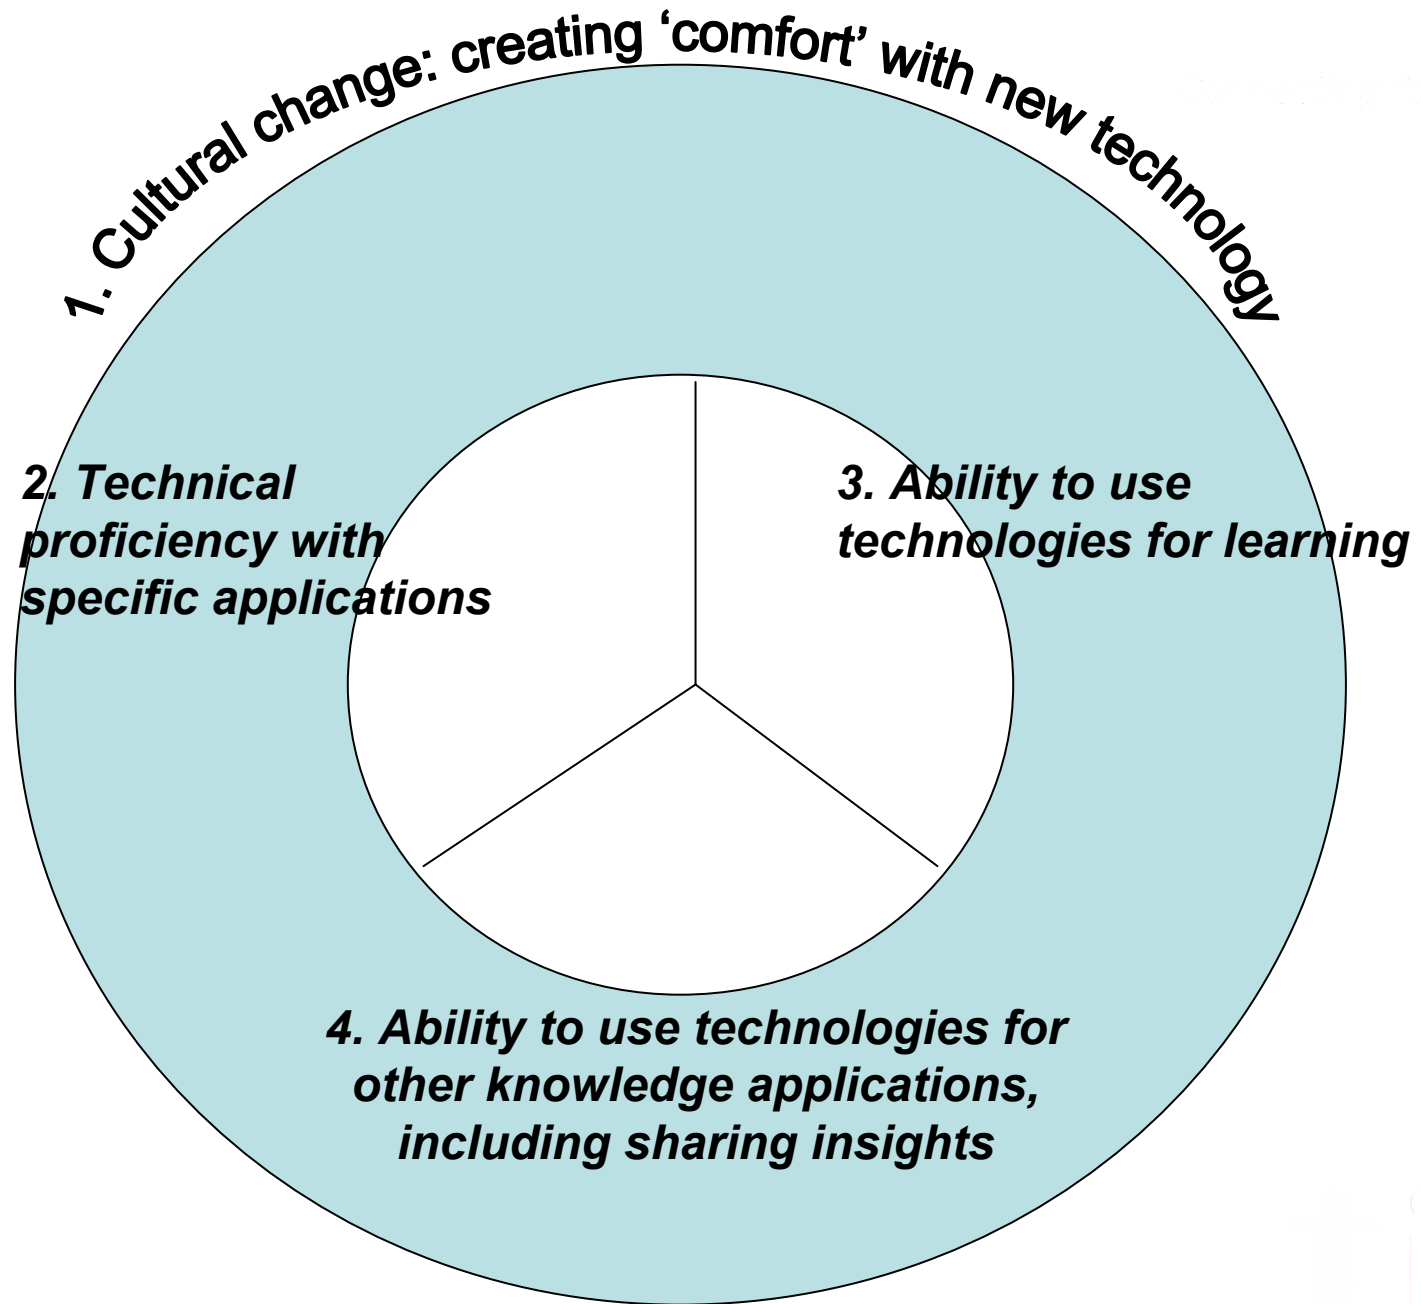 1. Cultural change: creating ‘comfort’ with new technology
2. Technical
proficiency with
specific applications
3. Ability to use
technologies for learning
4. Ability to use technologies for
other knowledge applications,
including sharing insights